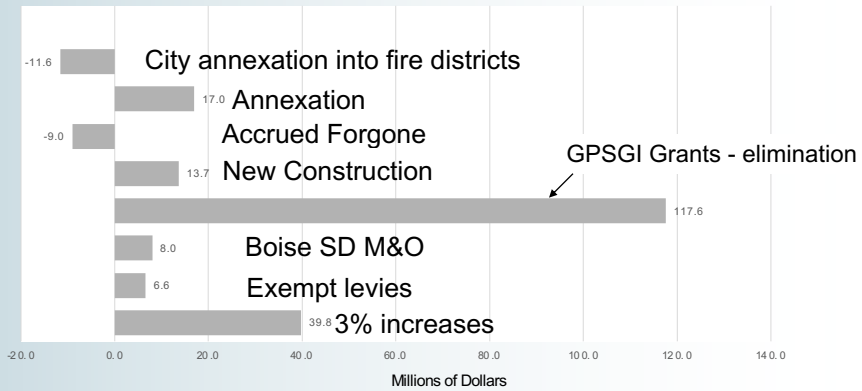 -11.6 City annexation into fire districts
17.0 Annexation
-9.0 Accrued Forgone
GPSGI Grants - elimination
13.7 New Construction
117.6
8.0 Boise SD M&O
6.6 Exempt levies
39.8 3% increases
-20.0 0.0 20.0 40.0 60.0 80.0 100.0 120.0 140.0
Millions of Dollars